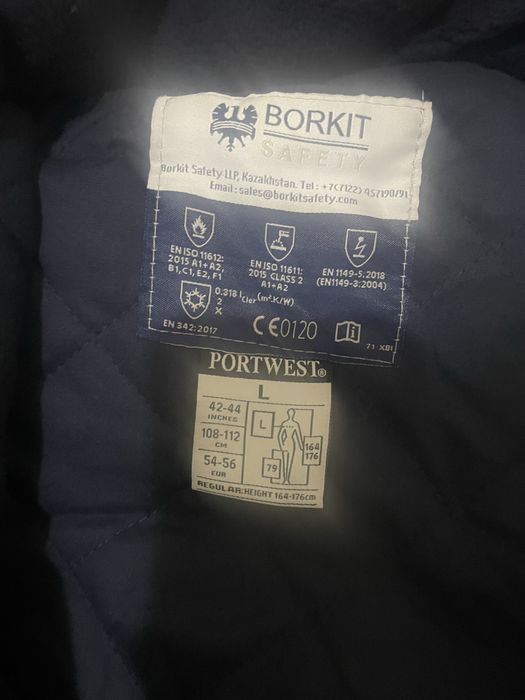 BORKIT
SAFETY
Borkit Safety LLP, Kazakhstan. Tel : +7(7122) 457190/91
Email : sales@borkitsafety.com
EN ISO 11612:
2015 A1+A2,
B1,C1, E2, F1
EN ISO 11611:
2015 CLASS 2
A1+A2
EN 1149-5:2018
(EN1149-3:2004)
0.318 Icler (m².K/W)
2
X
EN 342:2017
CE0120
i
71-XBI
PORTWEST®
L
42-44
INCHES
108-112
CM
54-56
EUR
L
164
176
79
REGULAR:HEIGHT 164-176cm